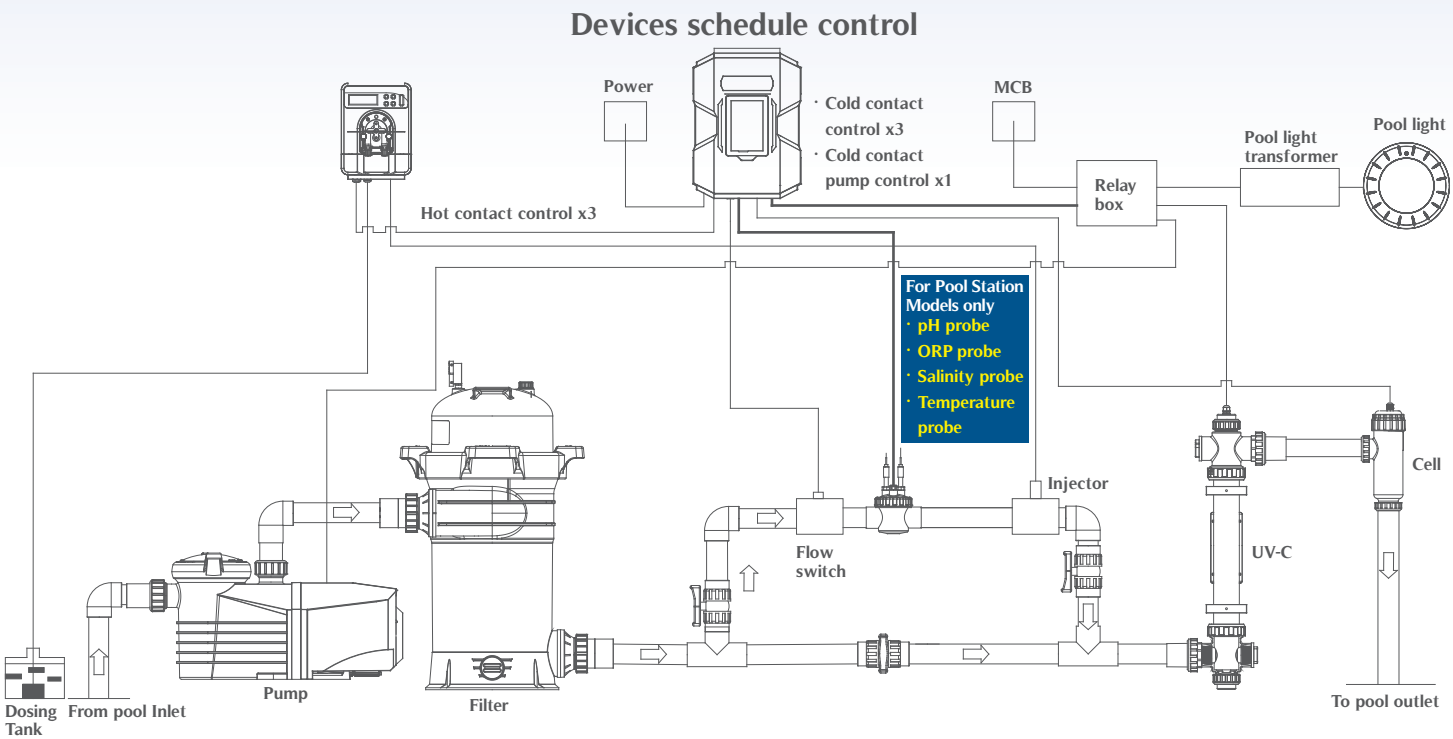 Devices schedule control
Power
· Cold contact
control x3
· Cold contact
pump control x1
MCB
Pool light
transformer
Pool light
Relay
box
Hot contact control x3
For Pool Station
Models only
· pH probe
· ORP probe
· Salinity probe
· Temperature
probe
Injector
Cell
Flow
switch
UV-C
Pump
Filter
To pool outlet
Dosing
Tank
From pool Inlet